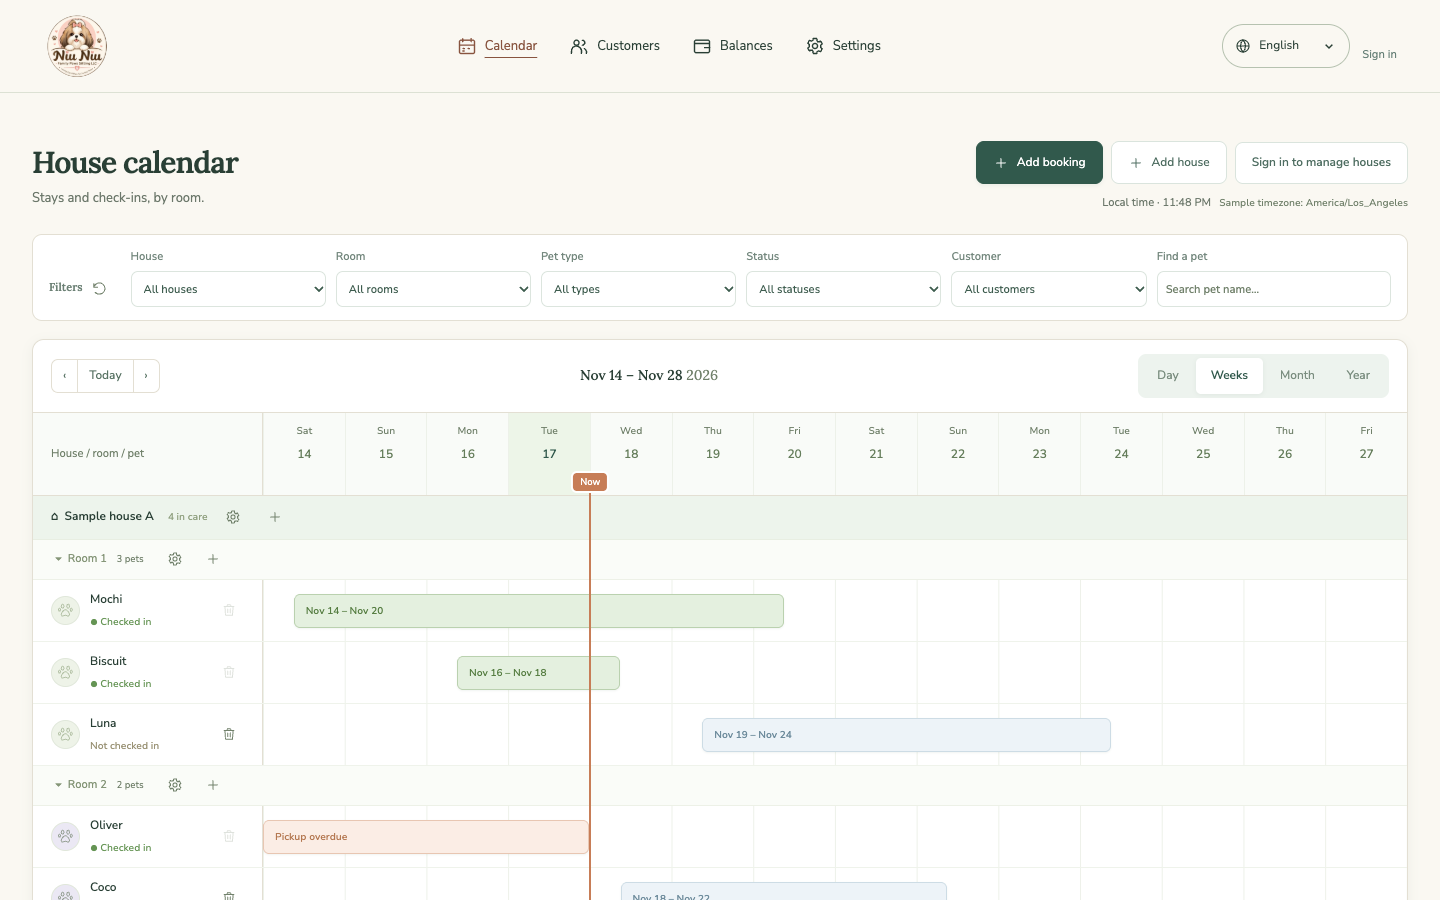 Niu Niu
Calendar
Customers
Balances
Settings
English
Sign in
House calendar
Stays and check-ins, by room.
Add booking
Add house
Sign in to manage houses
Local time · 11:48 PM Sample timezone: America/Los_Angeles
Filters
House
All houses
Room
All rooms
Pet type
All types
Status
All statuses
Customer
All customers
Find a pet
Search pet name...
‹ Today ›
Nov 14 – Nov 28 2026
Day Weeks Month Year
House / room / pet
Sat 14
Sun 15
Mon 16
Tue 17
Wed 18
Thu 19
Fri 20
Sat 21
Sun 22
Mon 23
Tue 24
Wed 25
Thu 26
Fri 27
Now
Sample house A 4 in care
Room 1 3 pets
Mochi
Checked in
Nov 14 – Nov 20
Biscuit
Checked in
Nov 16 – Nov 18
Luna
Not checked in
Nov 19 – Nov 24
Room 2 2 pets
Oliver
Checked in
Pickup overdue
Coco
Nov 18 – Nov 22